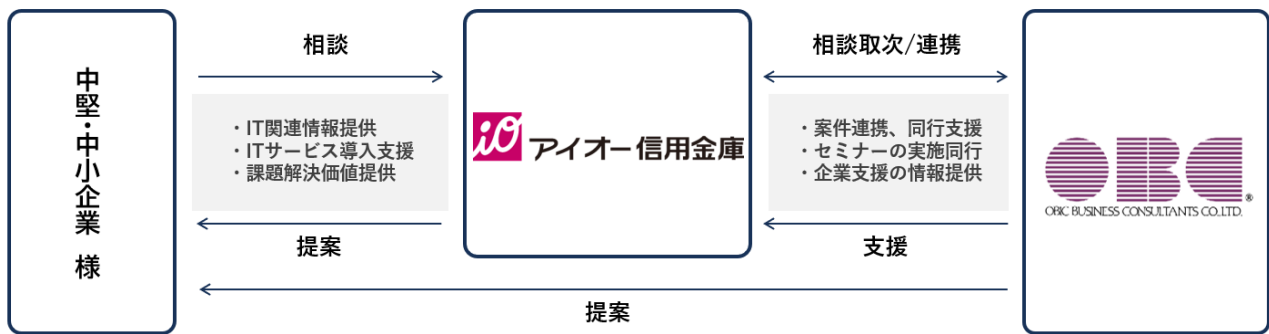 中堅・中小企業 様
相談
・IT関連情報提供
・ITサービス導入支援
・課題解決価値提供
提案
io アイオー信用金庫
相談取次/連携
・案件連携、同行支援
・セミナーの実施同行
・企業支援の情報提供
支援
OBC®
OBIC BUSINESS CONSULTANTS CO.,LTD.
提案